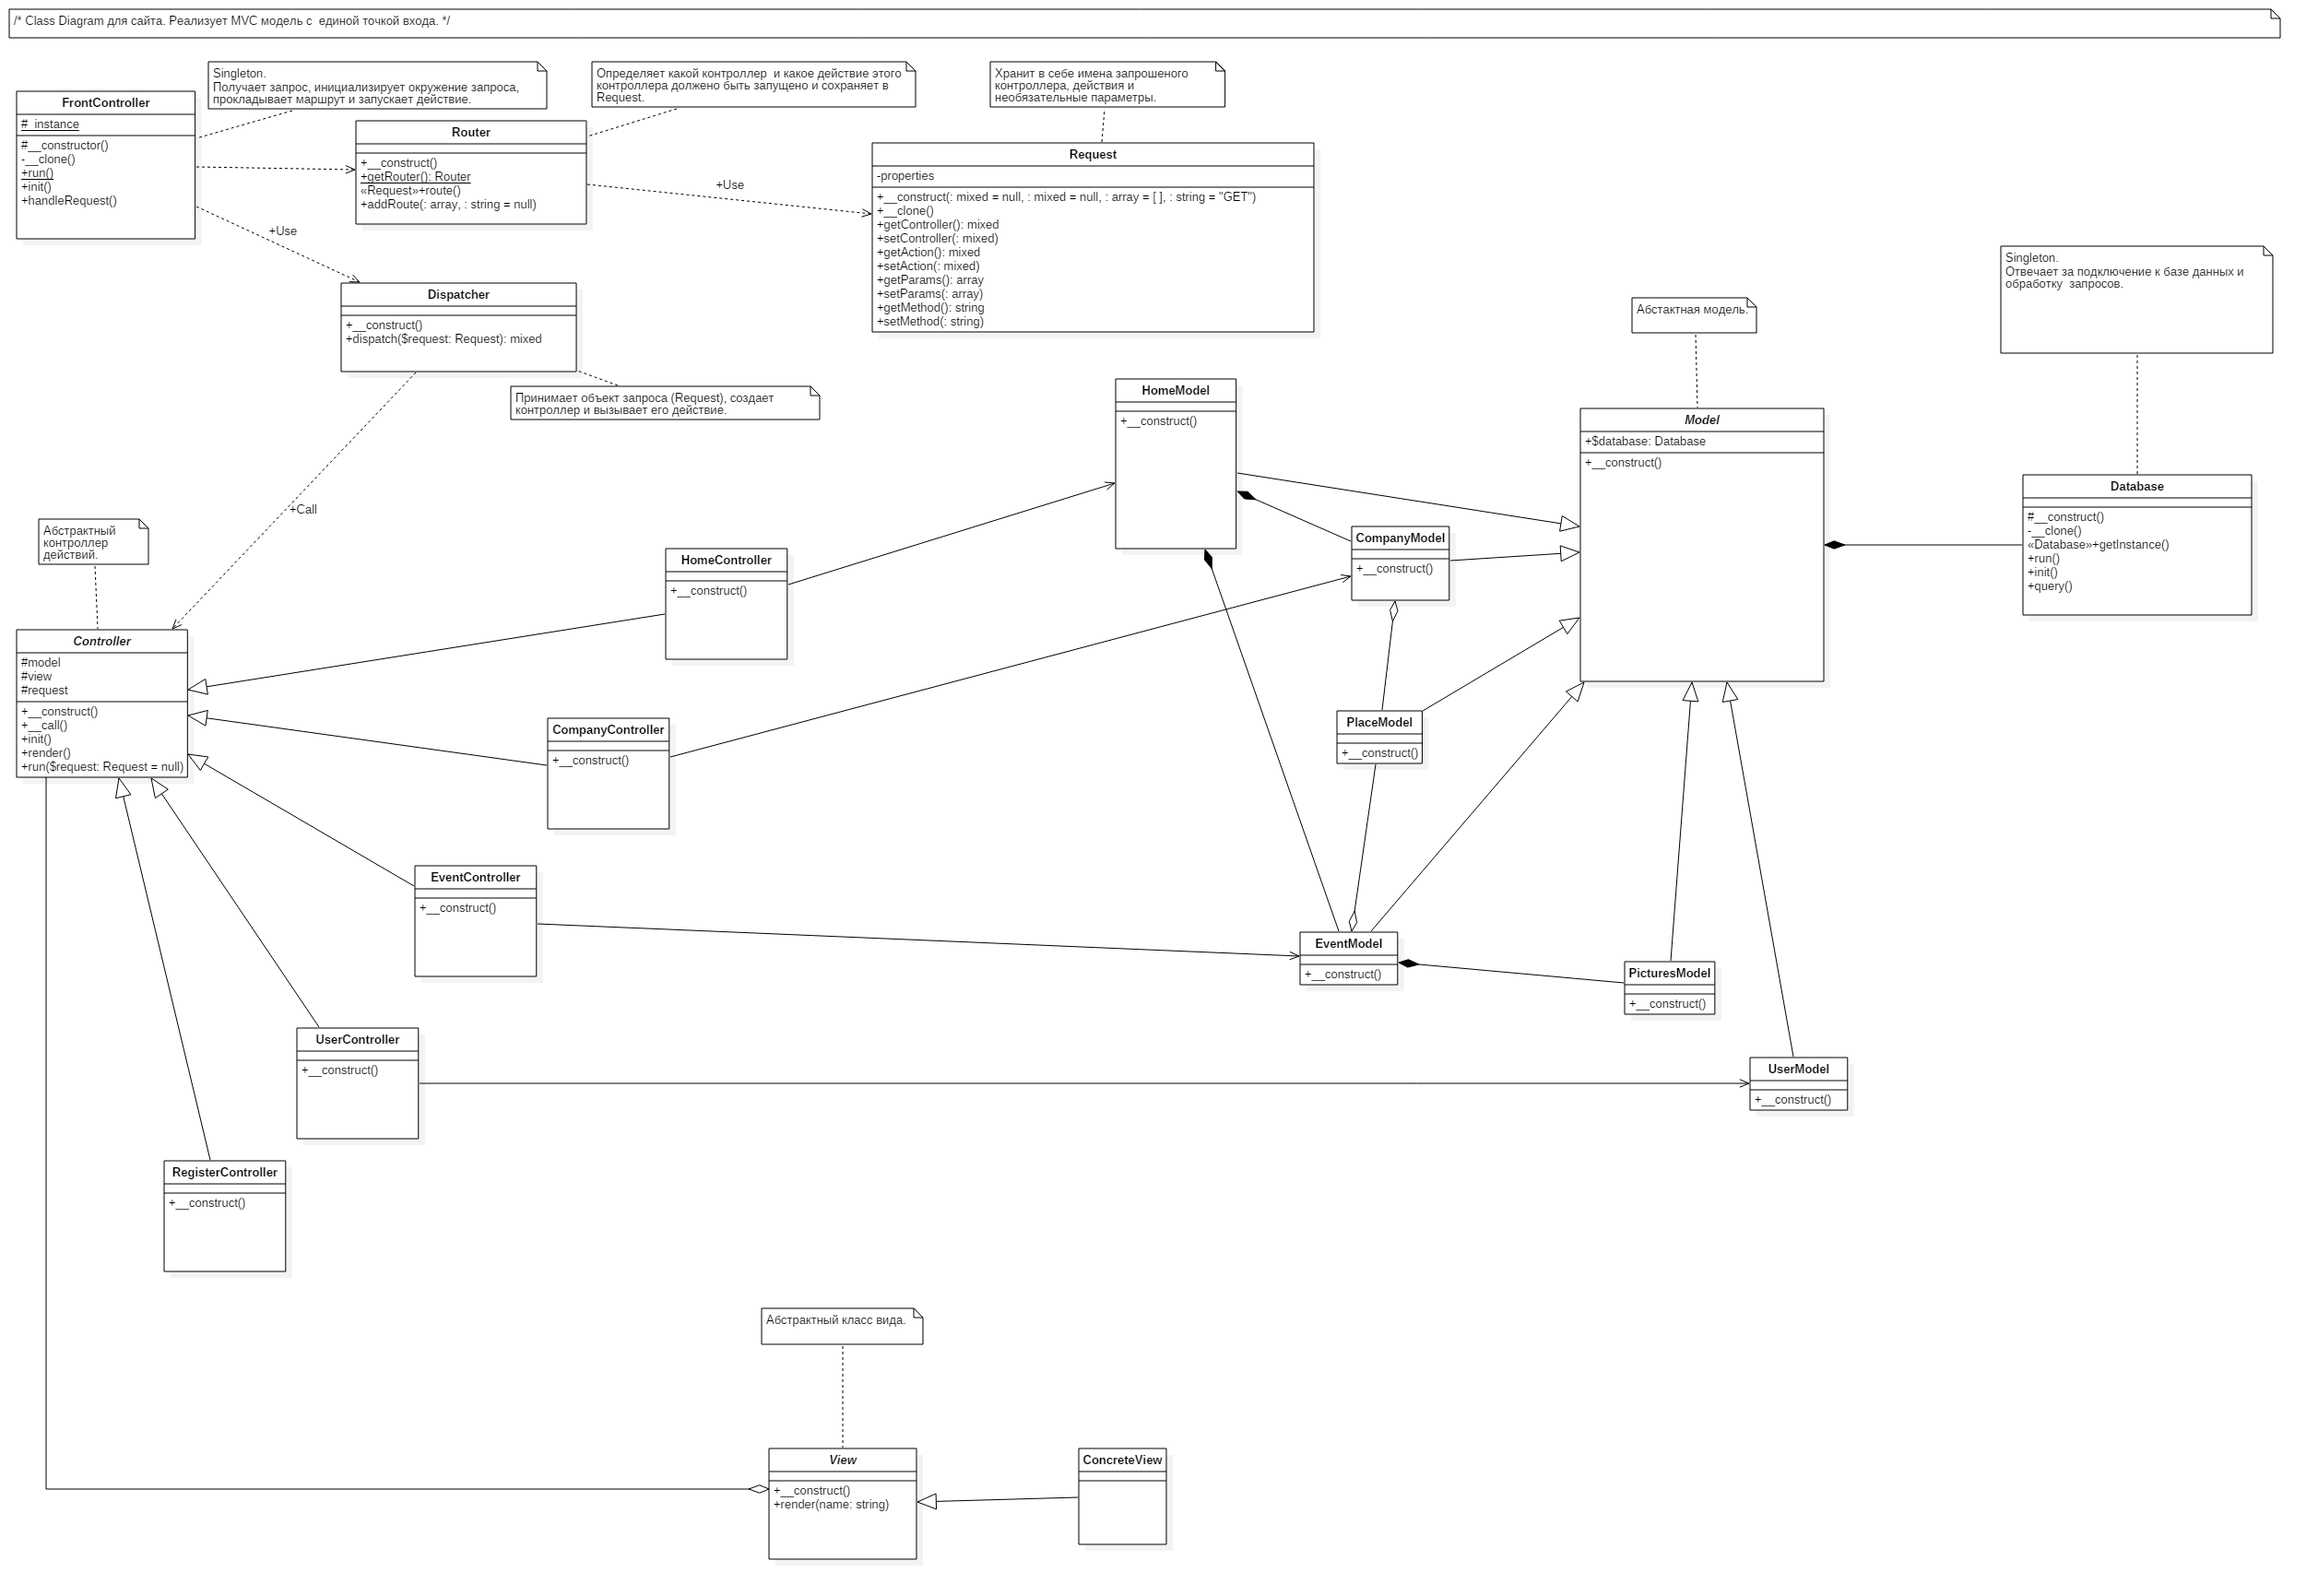 /* Class Diagram для сайта. Реализует MVC модель с  единой точкой входа. */
Singleton.
Получает запрос, инициализирует окружение запроса,
прокладывает маршрут и запускает действие.
Определяет какой контроллер  и какое действие этого
контроллера должено быть запущено и сохраняет в
Request.
Хранит в себе имена запрошеного
контроллера, действия и
необязательные параметры.
FrontController
#_instance
#__constructor()
-__clone()
+run()
+init()
+handleRequest()
Router
+__construct()
+getRouter(): Router
«Request»+route()
+addRoute(: array, : string = null)
+Use
Request
-properties
+__construct(: mixed = null, : mixed = null, : array = [ ], : string = "GET")
+__clone()
+getController(): mixed
+setController(: mixed)
+getAction(): mixed
+setAction(: mixed)
+getParams(): array
+setParams(: array)
+getMethod(): string
+setMethod(: string)
+Use
Dispatcher
+__construct()
+dispatch($request: Request): mixed
Принимает объект запроса (Request), создает
контроллер и вызывает его действие.
Singleton.
Отвечает за подключение к базе данных и
обработку  запросов.
Абстактная модель.
HomeModel
+__construct()
Model
+$database: Database
+__construct()
Database
#__construct()
-__clone()
«Database»+getInstance()
+run()
+init()
+query()
+Call
Абстрактный
контроллер
действий.
CompanyModel
+__construct()
HomeController
+__construct()
Controller
#model
#view
#request
+__construct()
+__call()
+init()
+render()
+run($request: Request = null)
CompanyController
+__construct()
PlaceModel
+__construct()
EventController
+__construct()
EventModel
+__construct()
PicturesModel
+__construct()
UserController
+__construct()
UserModel
+__construct()
RegisterController
+__construct()
Абстрактный класс вида.
View
+__construct()
+render(name: string)
ConcreteView